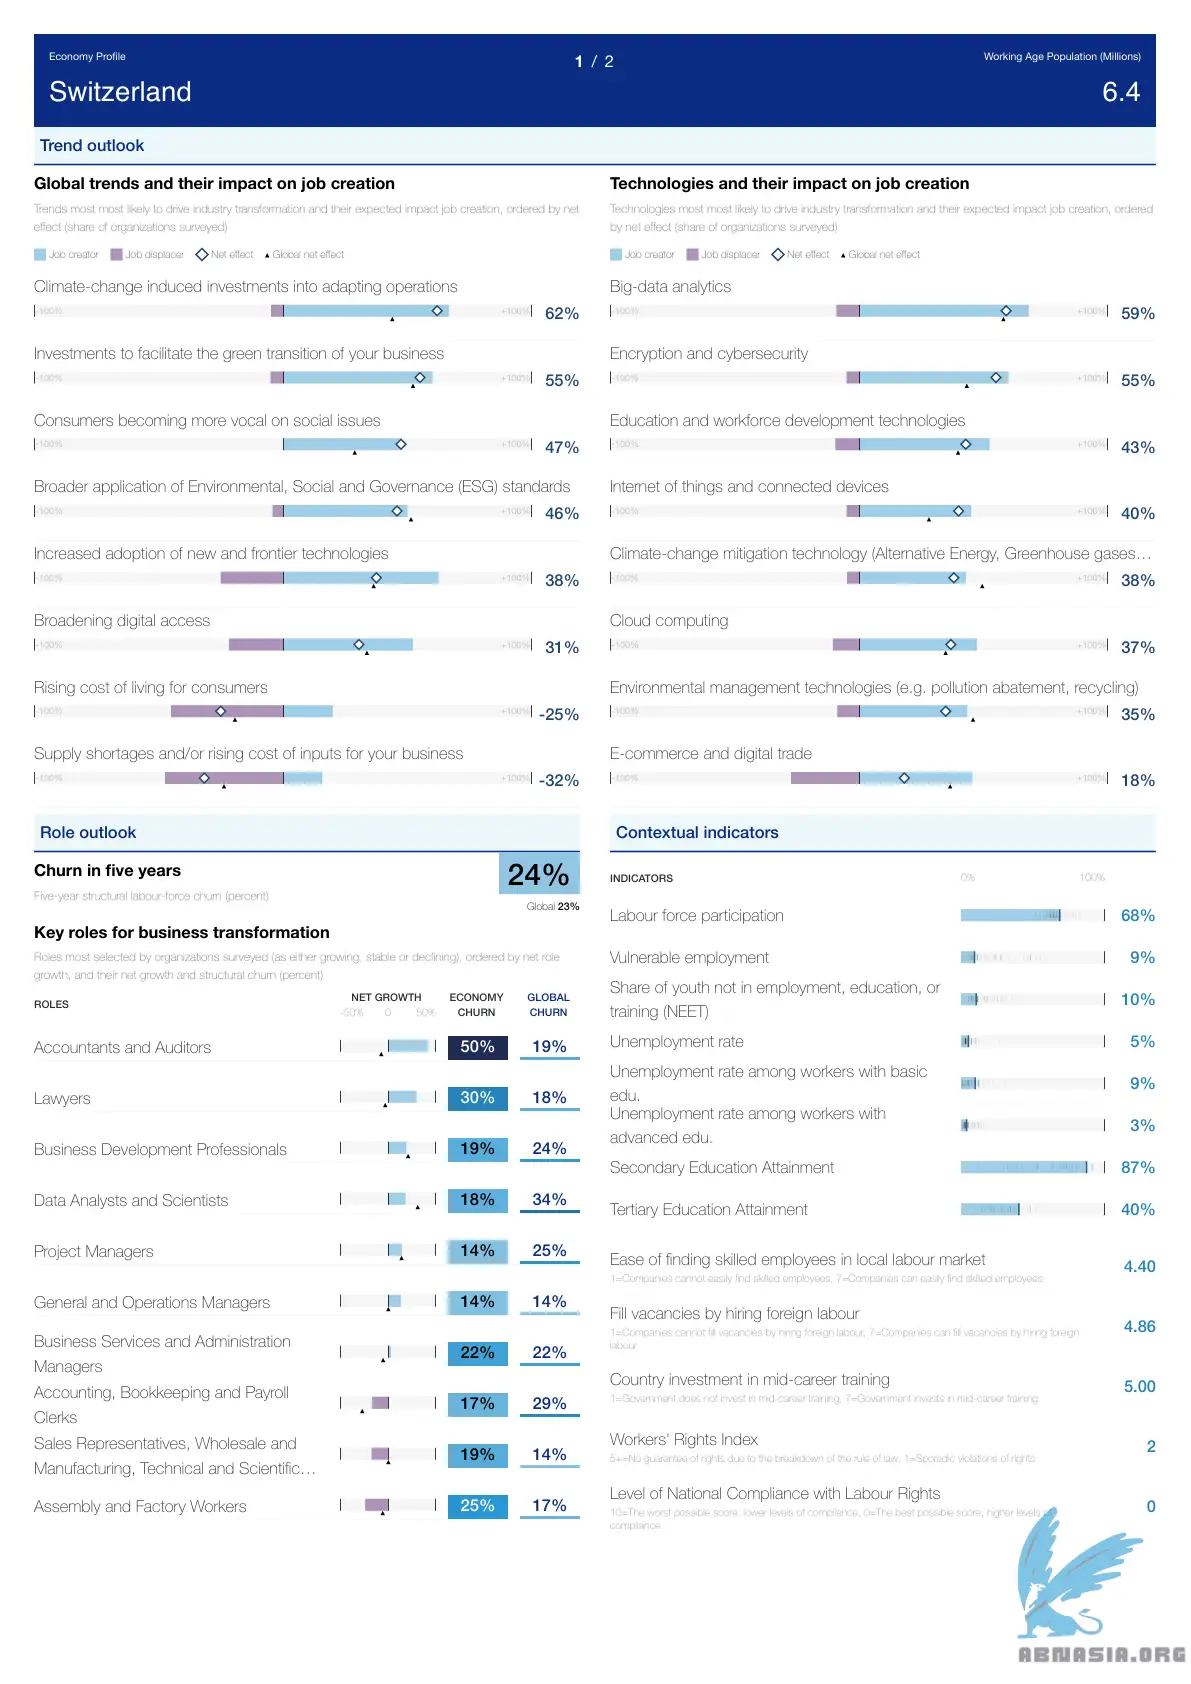 Economy Profile
1 / 2
Working Age Population (Millions)
Switzerland
6.4
Trend outlook
Global trends and their impact on job creation
Trends most most likely to drive industry transformation and their expected impact job creation, ordered by net
effect (share of organizations surveyed)
Job creator Job displacer Net effect Global net effect
Climate-change induced investments into adapting operations
-100% +100% 62%
Investments to facilitate the green transition of your business
-100% +100% 55%
Consumers becoming more vocal on social issues
-100% +100% 47%
Broader application of Environmental, Social and Governance (ESG) standards
-100% +100% 46%
Increased adoption of new and frontier technologies
-100% +100% 38%
Broadening digital access
-100% +100% 31%
Rising cost of living for consumers
-100% +100% -25%
Supply shortages and/or rising cost of inputs for your business
-100% +100% -32%
Technologies and their impact on job creation
Technologies most most likely to drive industry transformation and their expected impact job creation, ordered
by net effect (share of organizations surveyed)
Job creator Job displacer Net effect Global net effect
Big-data analytics
-100% +100% 59%
Encryption and cybersecurity
-100% +100% 55%
Education and workforce development technologies
-100% +100% 43%
Internet of things and connected devices
-100% +100% 40%
Climate-change mitigation technology (Alternative Energy, Greenhouse gases…
-100% +100% 38%
Cloud computing
-100% +100% 37%
Environmental management technologies (e.g. pollution abatement, recycling)
-100% +100% 35%
E-commerce and digital trade
-100% +100% 18%
Role outlook
Churn in five years
24%
Five-year structural labour-force churn (percent)
Global 23%
Key roles for business transformation
Roles most selected by organizations surveyed (as either growing, stable or declining), ordered by net role
growth, and their net growth and structural churn (percent)
ROLES NET GROWTH ECONOMY CHURN GLOBAL CHURN
-50% 0 50%
Accountants and Auditors 50% 19%
Lawyers 30% 18%
Business Development Professionals 19% 24%
Data Analysts and Scientists 18% 34%
Project Managers 14% 25%
General and Operations Managers 14% 14%
Business Services and Administration
Managers 22% 22%
Accounting, Bookkeeping and Payroll
Clerks 17% 29%
Sales Representatives, Wholesale and
Manufacturing, Technical and Scientific… 19% 14%
Assembly and Factory Workers 25% 17%
Contextual indicators
INDICATORS 0% 100%
Labour force participation 68%
Vulnerable employment 9%
Share of youth not in employment, education, or
training (NEET) 10%
Unemployment rate 5%
Unemployment rate among workers with basic
edu. 9%
Unemployment rate among workers with
advanced edu. 3%
Secondary Education Attainment 87%
Tertiary Education Attainment 40%
Ease of finding skilled employees in local labour market 4.40
1=Companies cannot easily find skilled employees, 7=Companies can easily find skilled employees
Fill vacancies by hiring foreign labour 4.86
1=Companies cannot fill vacancies by hiring foreign labour, 7=Companies can fill vacancies by hiring foreign
labour
Country investment in mid-career training 5.00
1=Government does not invest in mid-career training, 7=Government invests in mid-career training
Workers' Rights Index 2
5+=No guarantee of rights due to the breakdown of the rule of law, 1=Sporadic violations of rights
Level of National Compliance with Labour Rights 0
10=The worst possible score, lower levels of compliance, 0=The best possible score, higher levels of
compliance
ABNASIA.ORG